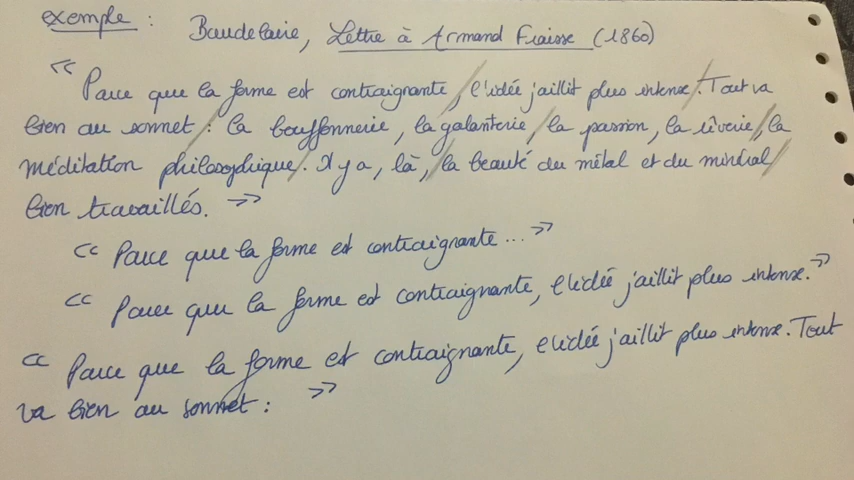 exemple : Baudelaire, Lettre à Armand Fraisse (1860)
« Parce que la forme est contraignante / , l'idée jaillit plus intense / . Tout va
bien au sonnet / : la bouffonnerie, la galanterie / , la passion, la rêverie / , la
méditation philosophique / . Il y a, là, / la beauté du métal et du minéral /
bien travaillés. »
« Parce que la forme est contraignante... »
« Parce que la forme est contraignante, l'idée jaillit plus intense. »
« Parce que la forme est contraignante, l'idée jaillit plus intense. Tout
va bien au sonnet : »